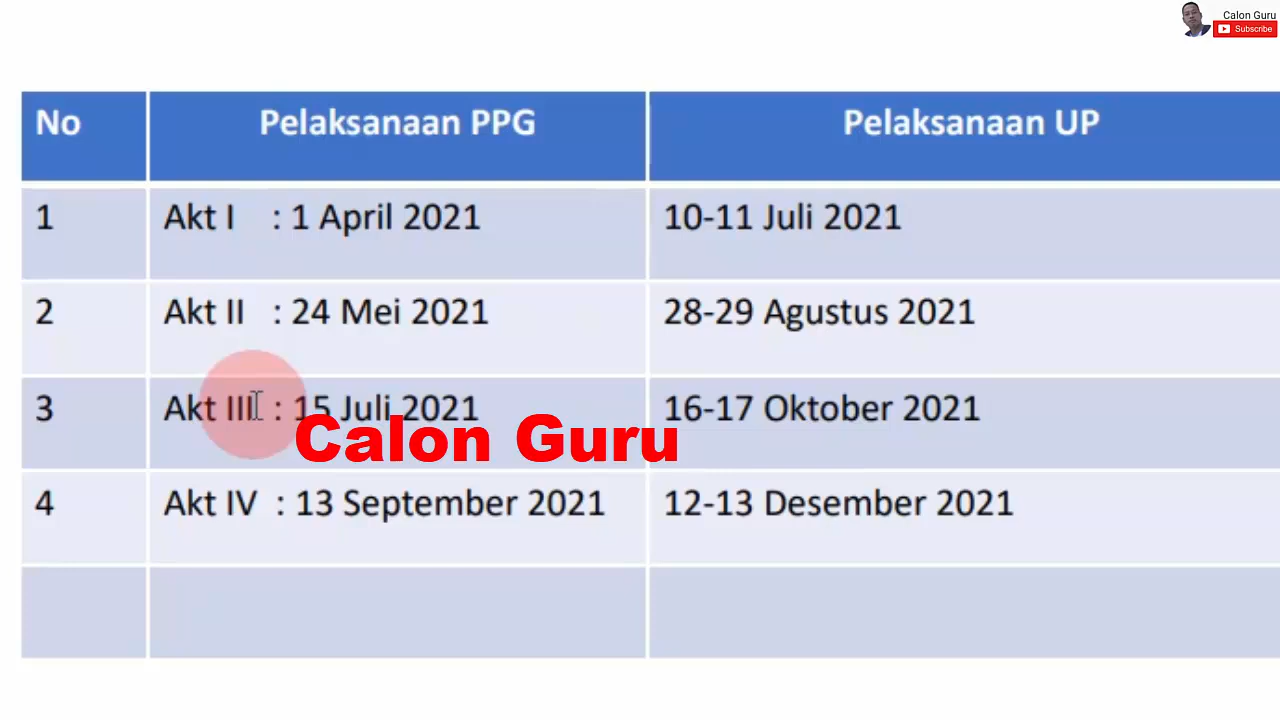 Calon Guru
Subscribe
No Pelaksanaan PPG Pelaksanaan UP
1 Akt I : 1 April 2021 10-11 Juli 2021
2 Akt II : 24 Mei 2021 28-29 Agustus 2021
3 Akt III : 15 Juli 2021 16-17 Oktober 2021
Calon Guru
4 Akt IV : 13 September 2021 12-13 Desember 2021